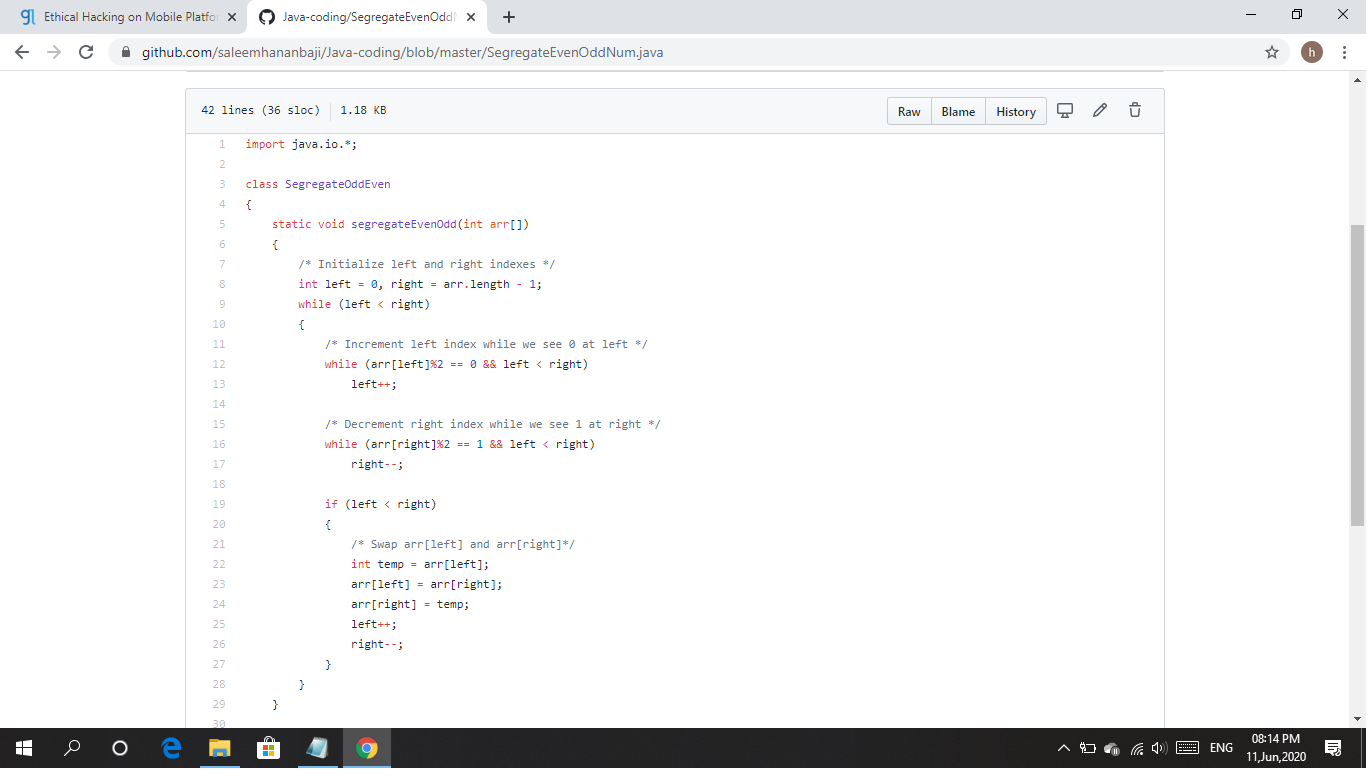 Ethical Hacking on Mobile Platfo
Java-coding/SegregateEvenOddN
github.com/saleemhananbaji/Java-coding/blob/master/SegregateEvenOddNum.java
h
42 lines (36 sloc) 1.18 KB
Raw Blame History
1 import java.io.*;
2
3 class SegregateOddEven
4 {
5 static void segregateEvenOdd(int arr[])
6 {
7 /* Initialize left and right indexes */
8 int left = 0, right = arr.length - 1;
9 while (left < right)
10 {
11 /* Increment left index while we see 0 at left */
12 while (arr[left]%2 == 0 && left < right)
13 left++;
14
15 /* Decrement right index while we see 1 at right */
16 while (arr[right]%2 == 1 && left < right)
17 right--;
18
19 if (left < right)
20 {
21 /* Swap arr[left] and arr[right]*/
22 int temp = arr[left];
23 arr[left] = arr[right];
24 arr[right] = temp;
25 left++;
26 right--;
27 }
28 }
29 }
30
ENG
08:14 PM
11,Jun,2020